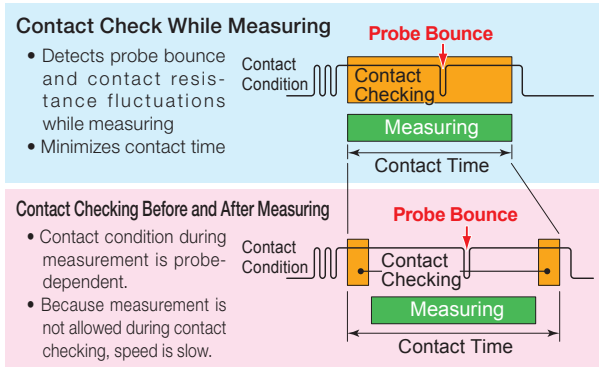 Contact Check While Measuring
• Detects probe bounce
and contact resis-
tance fluctuations
while measuring
• Minimizes contact time
Probe Bounce
Contact
Condition
Contact
Checking
Measuring
Contact Time
Contact Checking Before and After Measuring
• Contact condition during
measurement is probe-
dependent.
• Because measurement is
not allowed during contact
checking, speed is slow.
Probe Bounce
Contact
Condition
Contact
Checking
Measuring
Contact Time